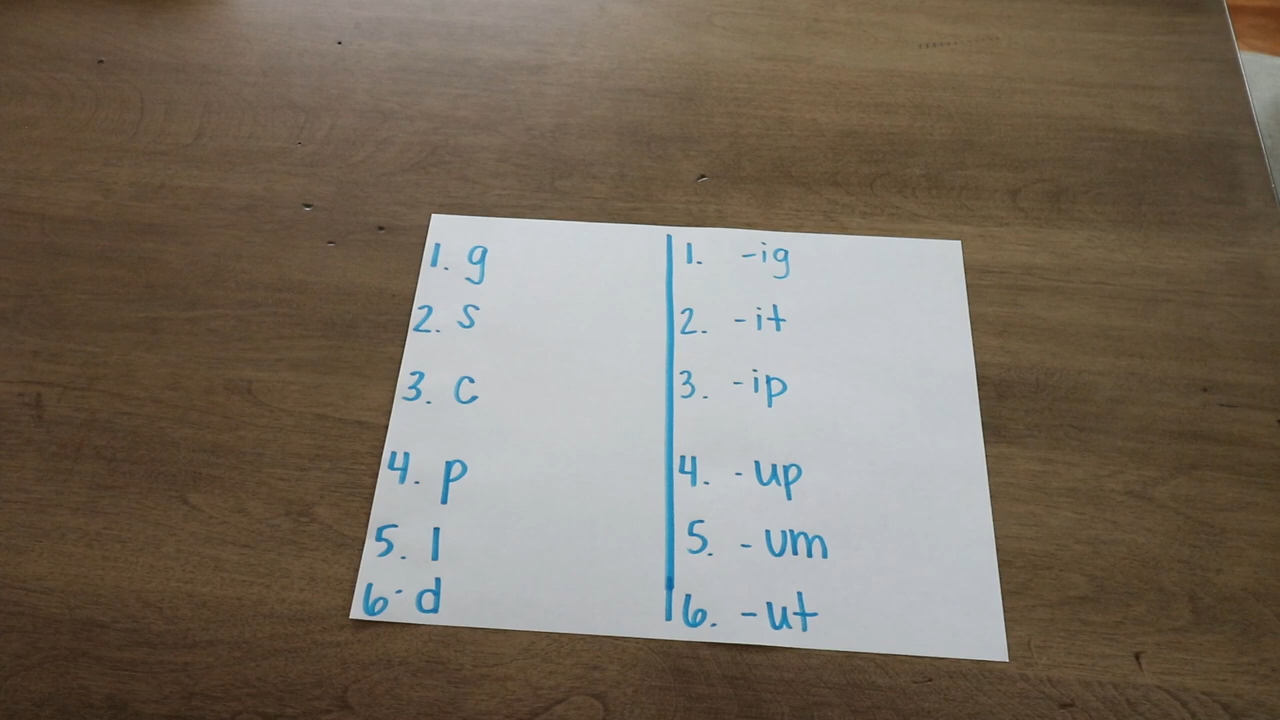 1. g
2. s
3. c
4. p
5. l
6. d
1. -ig
2. -it
3. -ip
4. -up
5. -um
6. -ut